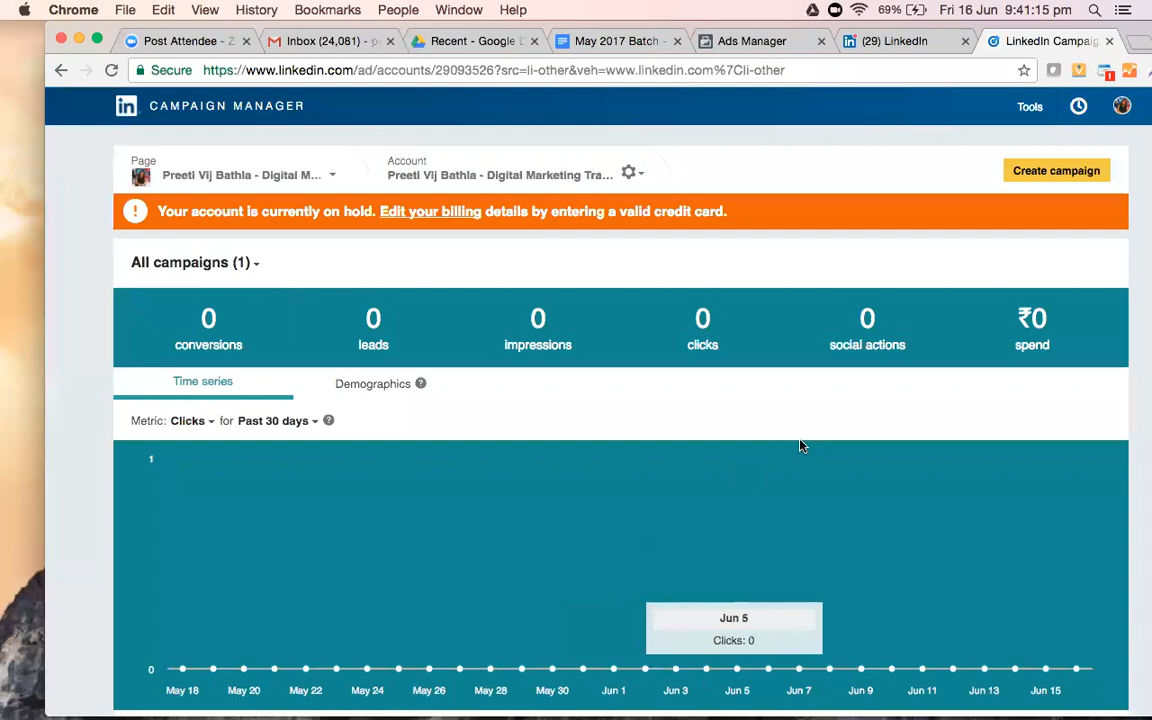 Chrome File Edit View History Bookmarks People Window Help 69% Fri 16 Jun 9:41:15 pm
Post Attendee - Z Inbox (24,081) - Recent - Google D May 2017 Batch - Ads Manager (29) LinkedIn LinkedIn Campaig
Secure https://www.linkedin.com/ad/accounts/29093526?src=li-other&veh=www.linkedin.com%7Cli-other
in CAMPAIGN MANAGER Tools
Page Account
Preeti Vij Bathla - Digital M... Preeti Vij Bathla - Digital Marketing Tra... Create campaign
! Your account is currently on hold. Edit your billing details by entering a valid credit card.
All campaigns (1)
0 0 0 0 0 ₹0
conversions leads impressions clicks social actions spend
Time series Demographics ?
Metric: Clicks for Past 30 days ?
1
Jun 5
Clicks: 0
0
May 18 May 20 May 22 May 24 May 26 May 28 May 30 Jun 1 Jun 3 Jun 5 Jun 7 Jun 9 Jun 11 Jun 13 Jun 15